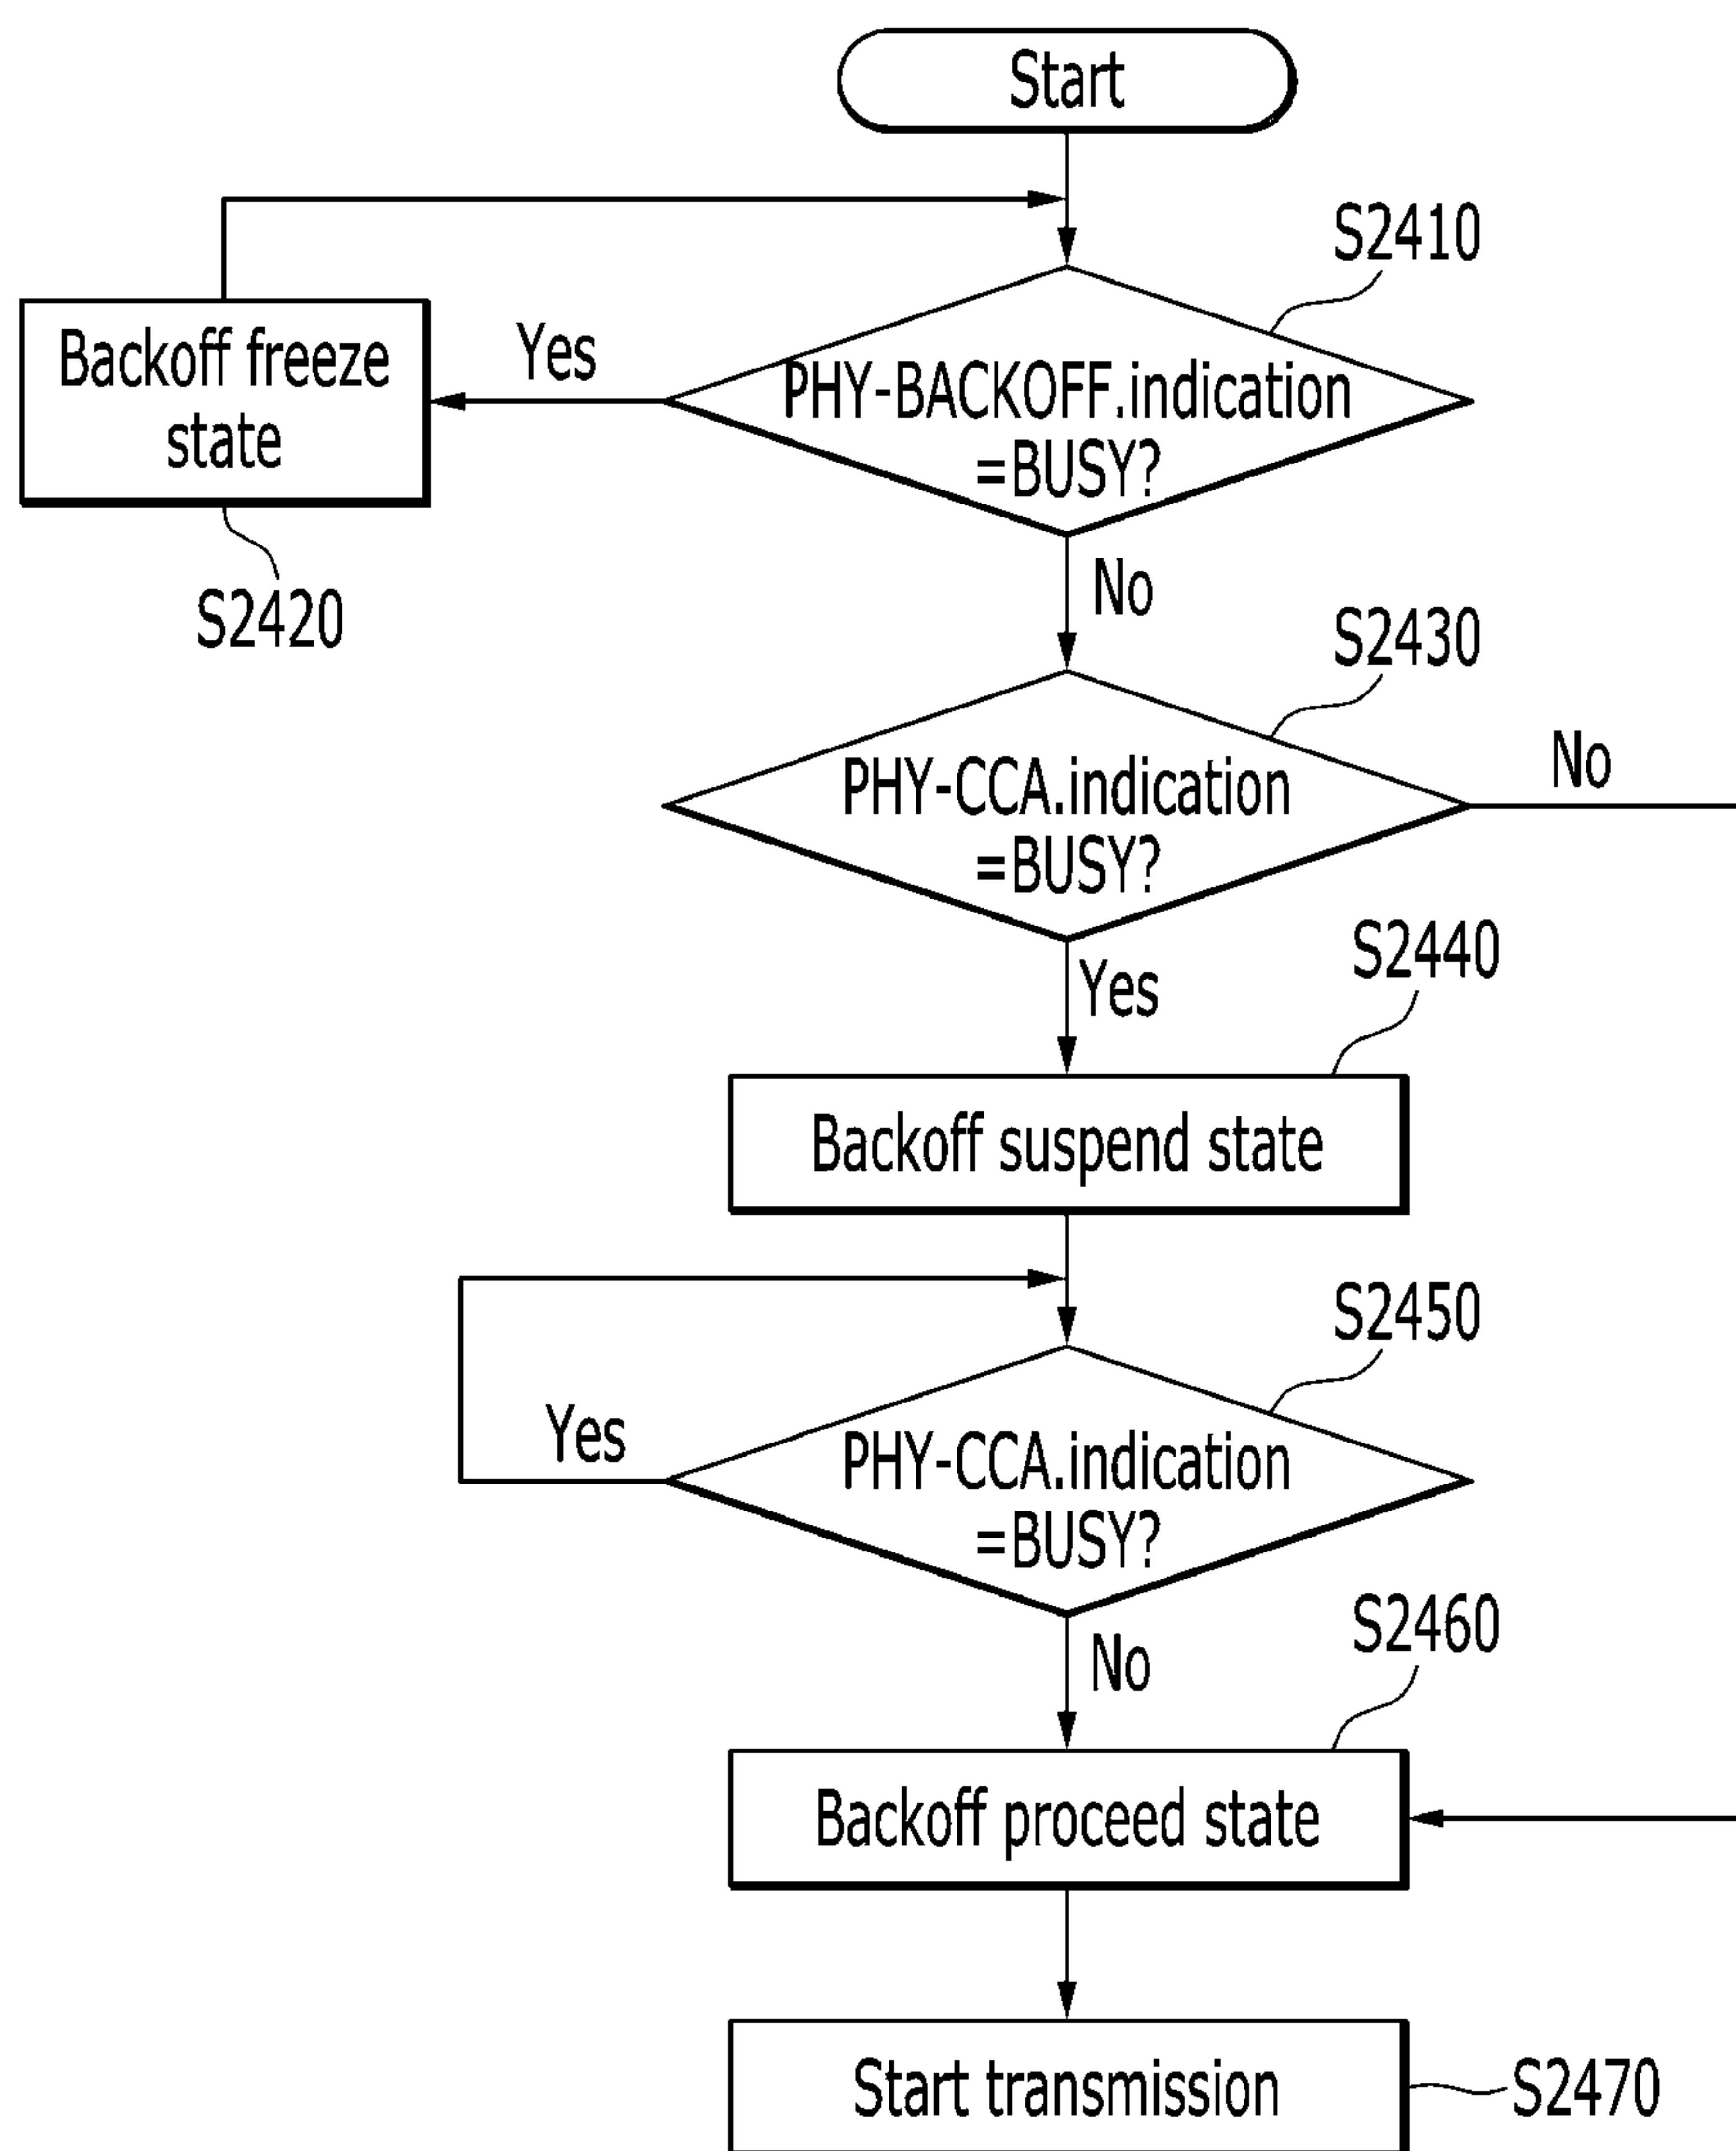 Start
S2410
Backoff freeze
state
Yes
PHY-BACKOFF.indication
=BUSY?
S2420
No
S2430
PHY-CCA.indication
=BUSY?
No
S2440
Yes
Backoff suspend state
S2450
Yes
PHY-CCA.indication
=BUSY?
S2460
No
Backoff proceed state
Start transmission
S2470